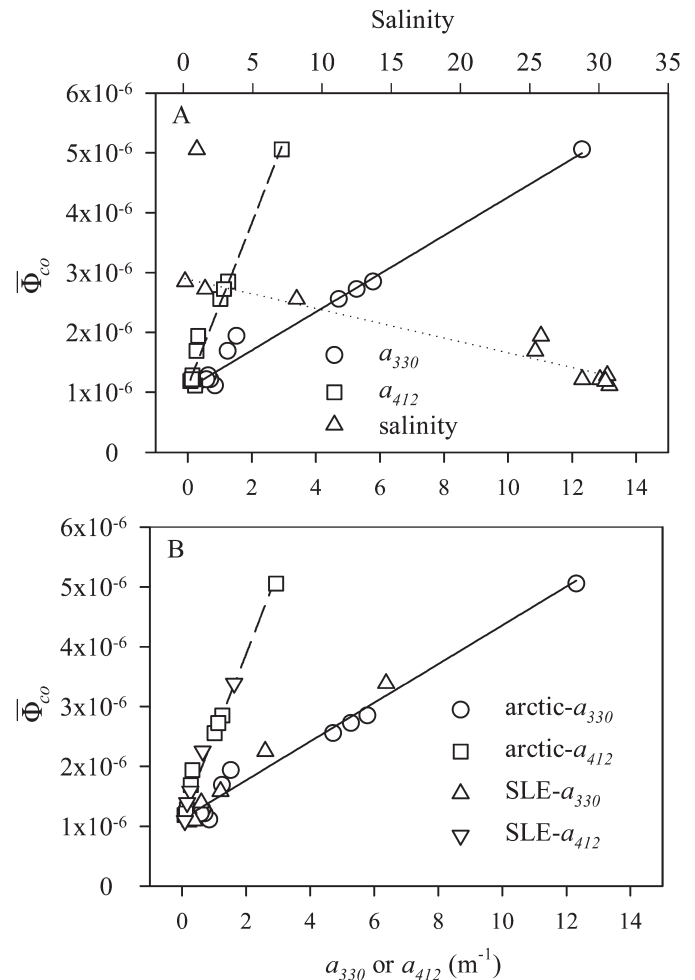 Salinity
0 5 10 15 20 25 30 35
A
6x10⁻⁶
5x10⁻⁶
4x10⁻⁶
3x10⁻⁶
2x10⁻⁶
1x10⁻⁶
0
Φ̅co
a330
a412
salinity
0 2 4 6 8 10 12 14
B
6x10⁻⁶
5x10⁻⁶
4x10⁻⁶
3x10⁻⁶
2x10⁻⁶
1x10⁻⁶
0
Φ̅co
arctic-a330
arctic-a412
SLE-a330
SLE-a412
0 2 4 6 8 10 12 14
a330 or a412 (m⁻¹)